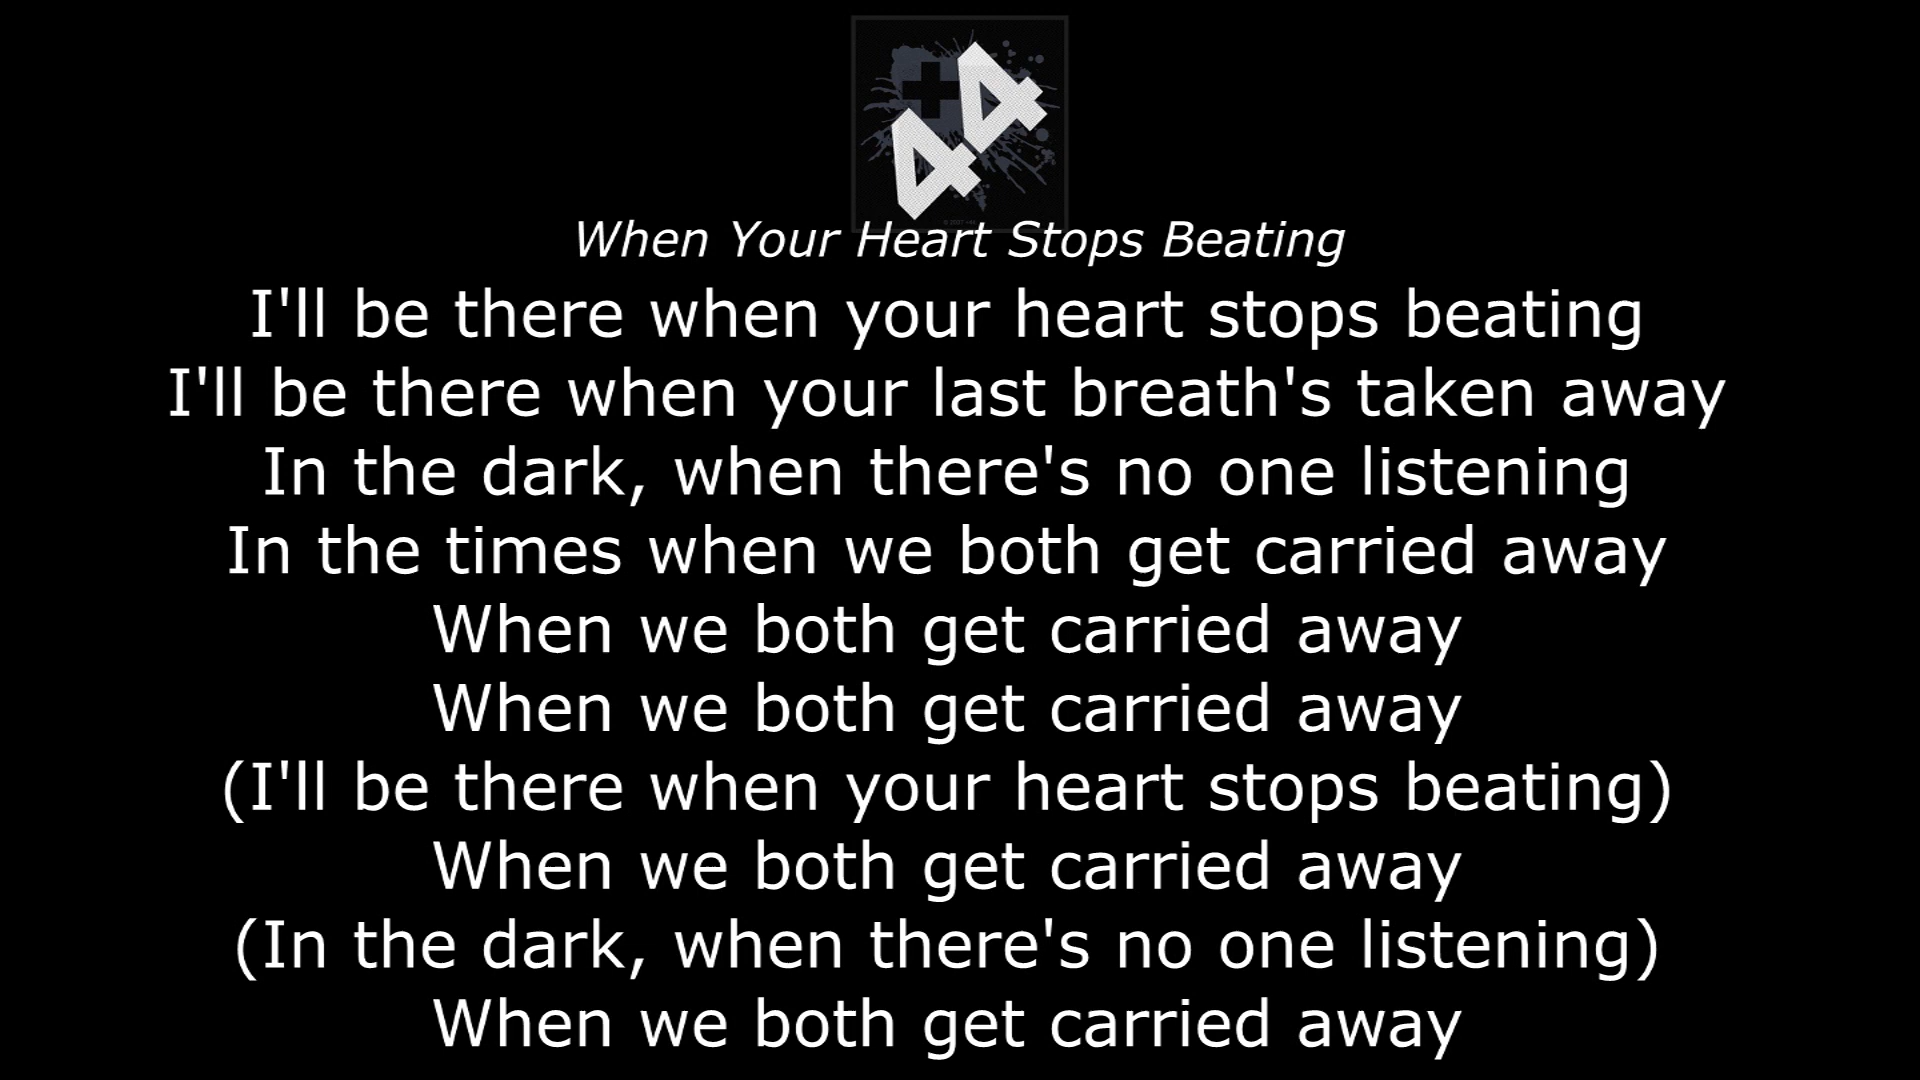 +44
When Your Heart Stops Beating
I'll be there when your heart stops beating
I'll be there when your last breath's taken away
In the dark, when there's no one listening
In the times when we both get carried away
When we both get carried away
When we both get carried away
(I'll be there when your heart stops beating)
When we both get carried away
(In the dark, when there's no one listening)
When we both get carried away